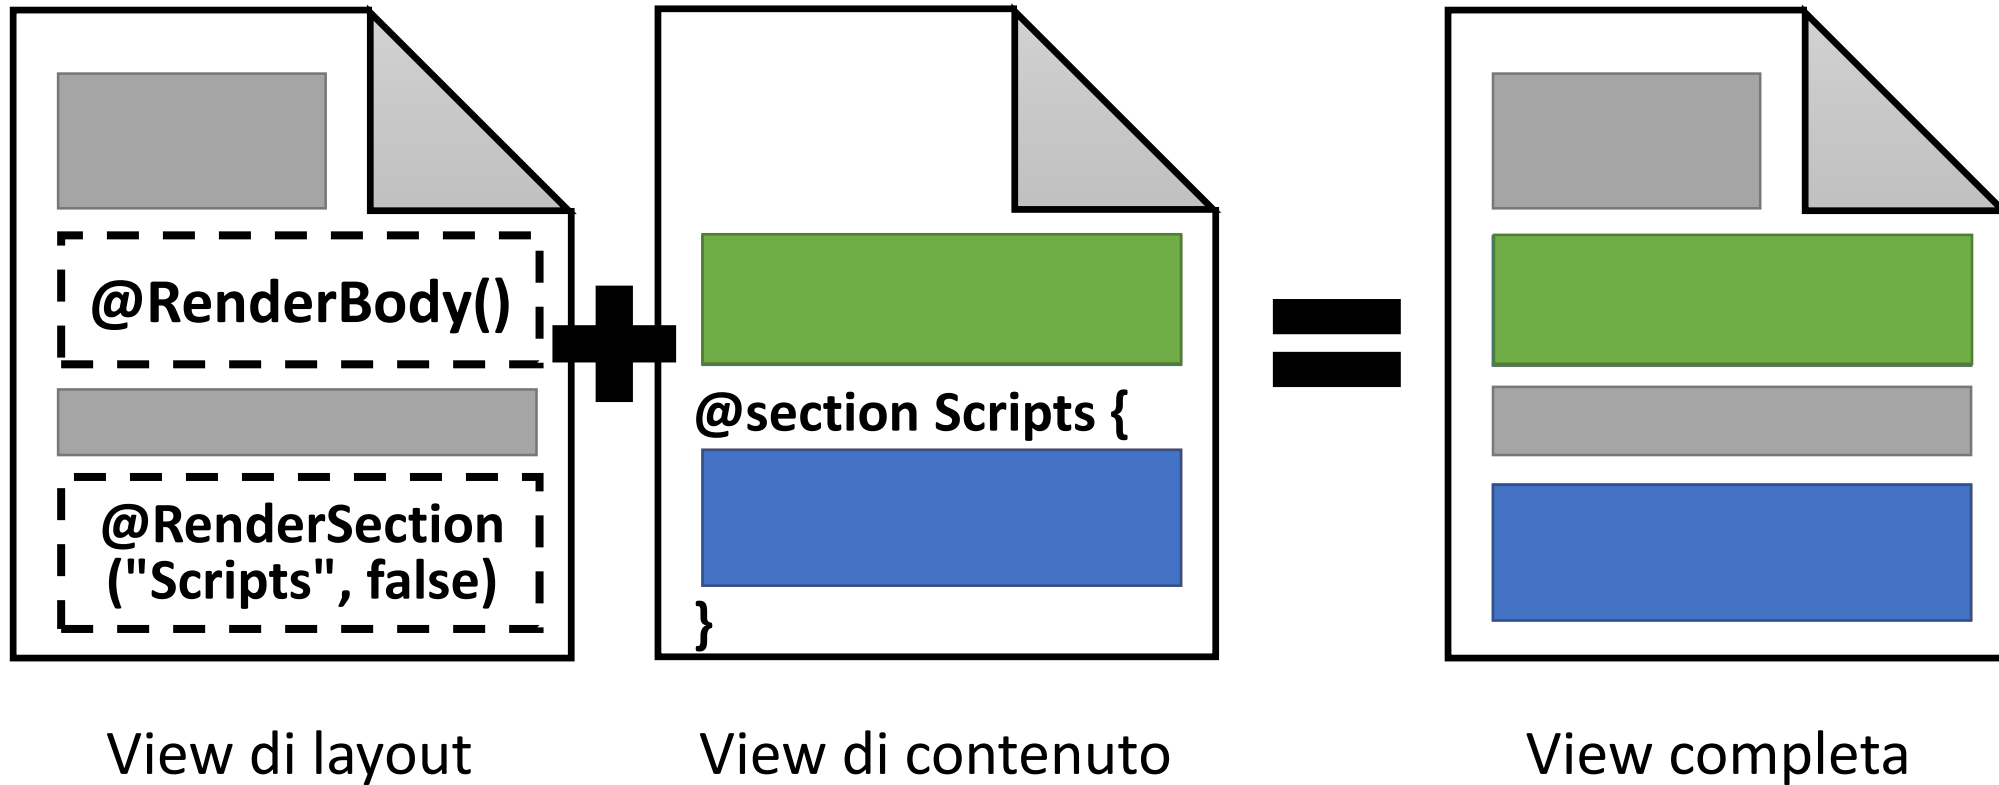 @RenderBody()
@RenderSection
("Scripts", false)
@section Scripts {
}
View di layout
View di contenuto
View completa